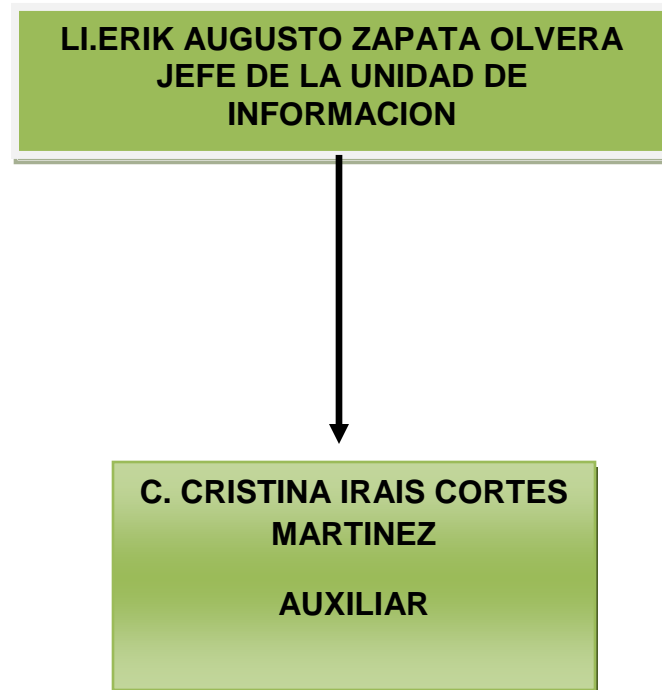 LI.ERIK AUGUSTO ZAPATA OLVERA
JEFE DE LA UNIDAD DE
INFORMACION
C. CRISTINA IRAIS CORTES
MARTINEZ
AUXILIAR